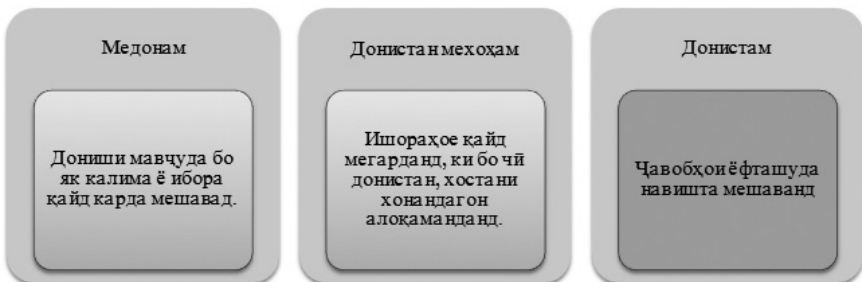 Медонам
Дониши мавҷуда бо
як калима ё ибора
қайд карда мешавад.
Донистан мехоҳам
Ишораҳое қайд
мегарданд, ки бо чӣ
донистан, хостани
хонандагон
алоқаманданд.
Донистам
Ҷавобҳои ёфташуда
навишта мешаванд